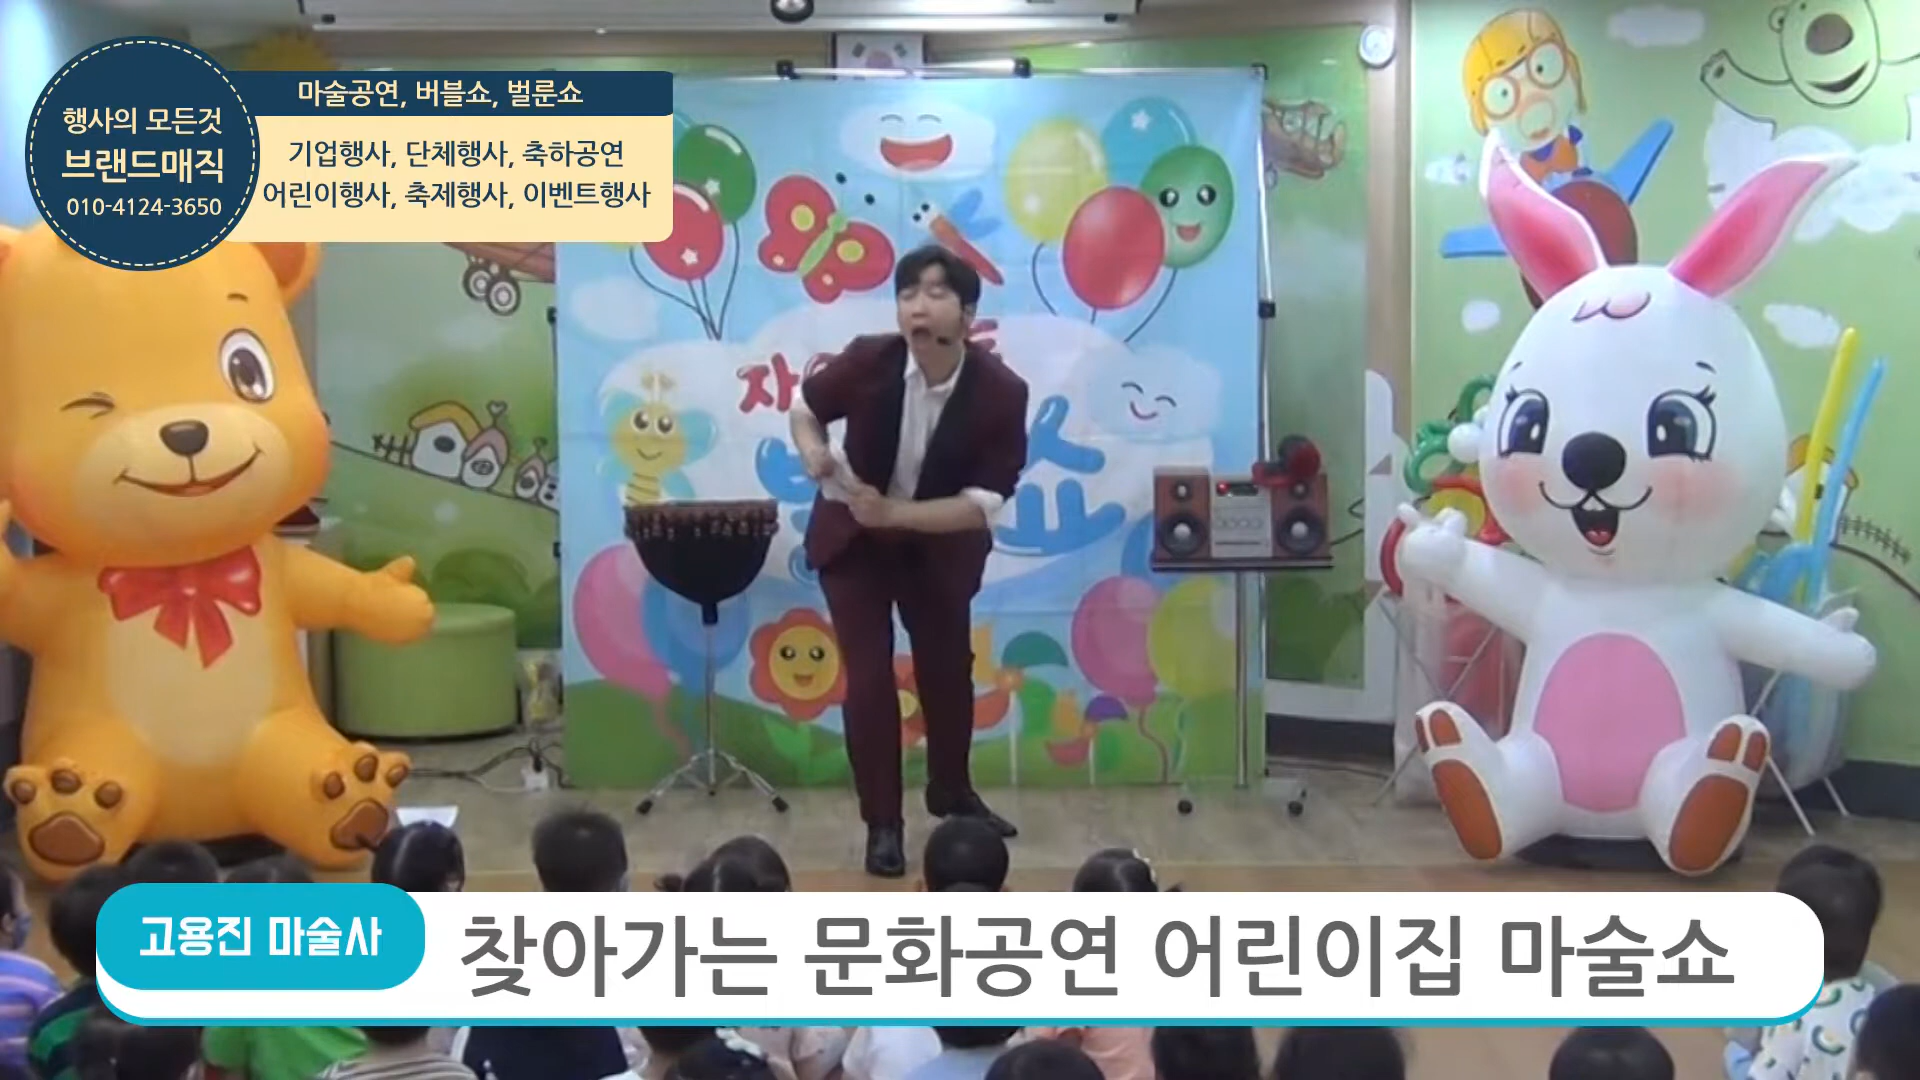 행사의 모든것
브랜드매직
010-4124-3650
마술공연, 버블쇼, 벌룬쇼
기업행사, 단체행사, 축하공연
어린이행사, 축제행사, 이벤트행사
고용진 마술사
찾아가는 문화공연 어린이집 마술쇼